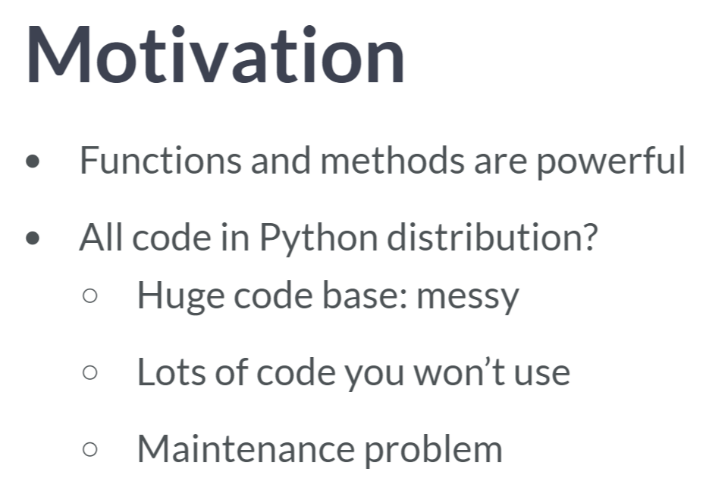 Motivation
• Functions and methods are powerful
• All code in Python distribution?
○ Huge code base: messy
○ Lots of code you won’t use
○ Maintenance problem